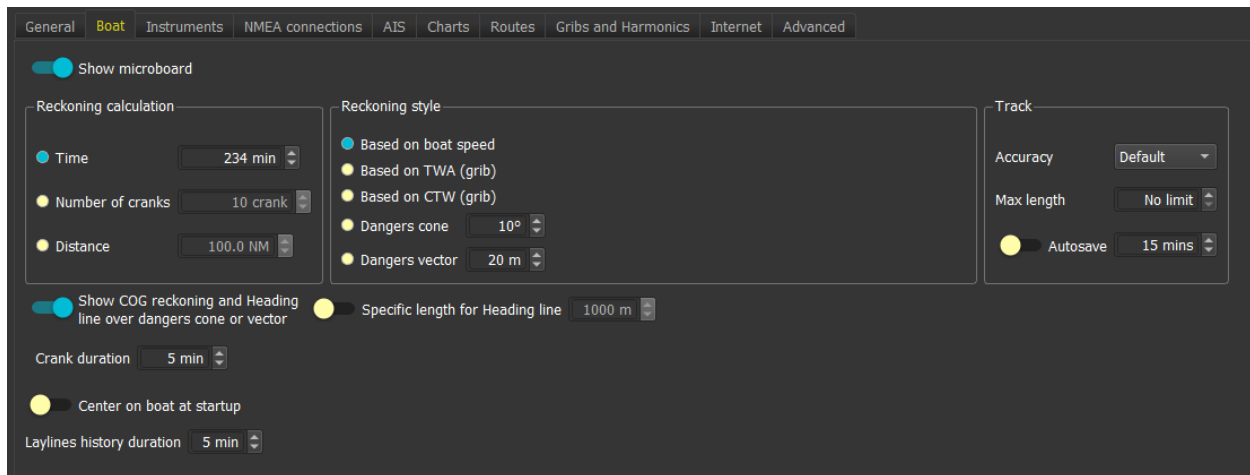 General Boat Instruments NMEA connections AIS Charts Routes Gribs and Harmonics Internet Advanced
Show microboard
Reckoning calculation
Time 234 min
Number of cranks 10 crank
Distance 100.0 NM
Reckoning style
Based on boat speed
Based on TWA (grib)
Based on CTW (grib)
Dangers cone 10º
Dangers vector 20 m
Track
Accuracy Default
Max length No limit
Autosave 15 mins
Show COG reckoning and Heading
line over dangers cone or vector
Specific length for Heading line 1000 m
Crank duration 5 min
Center on boat at startup
Laylines history duration 5 min